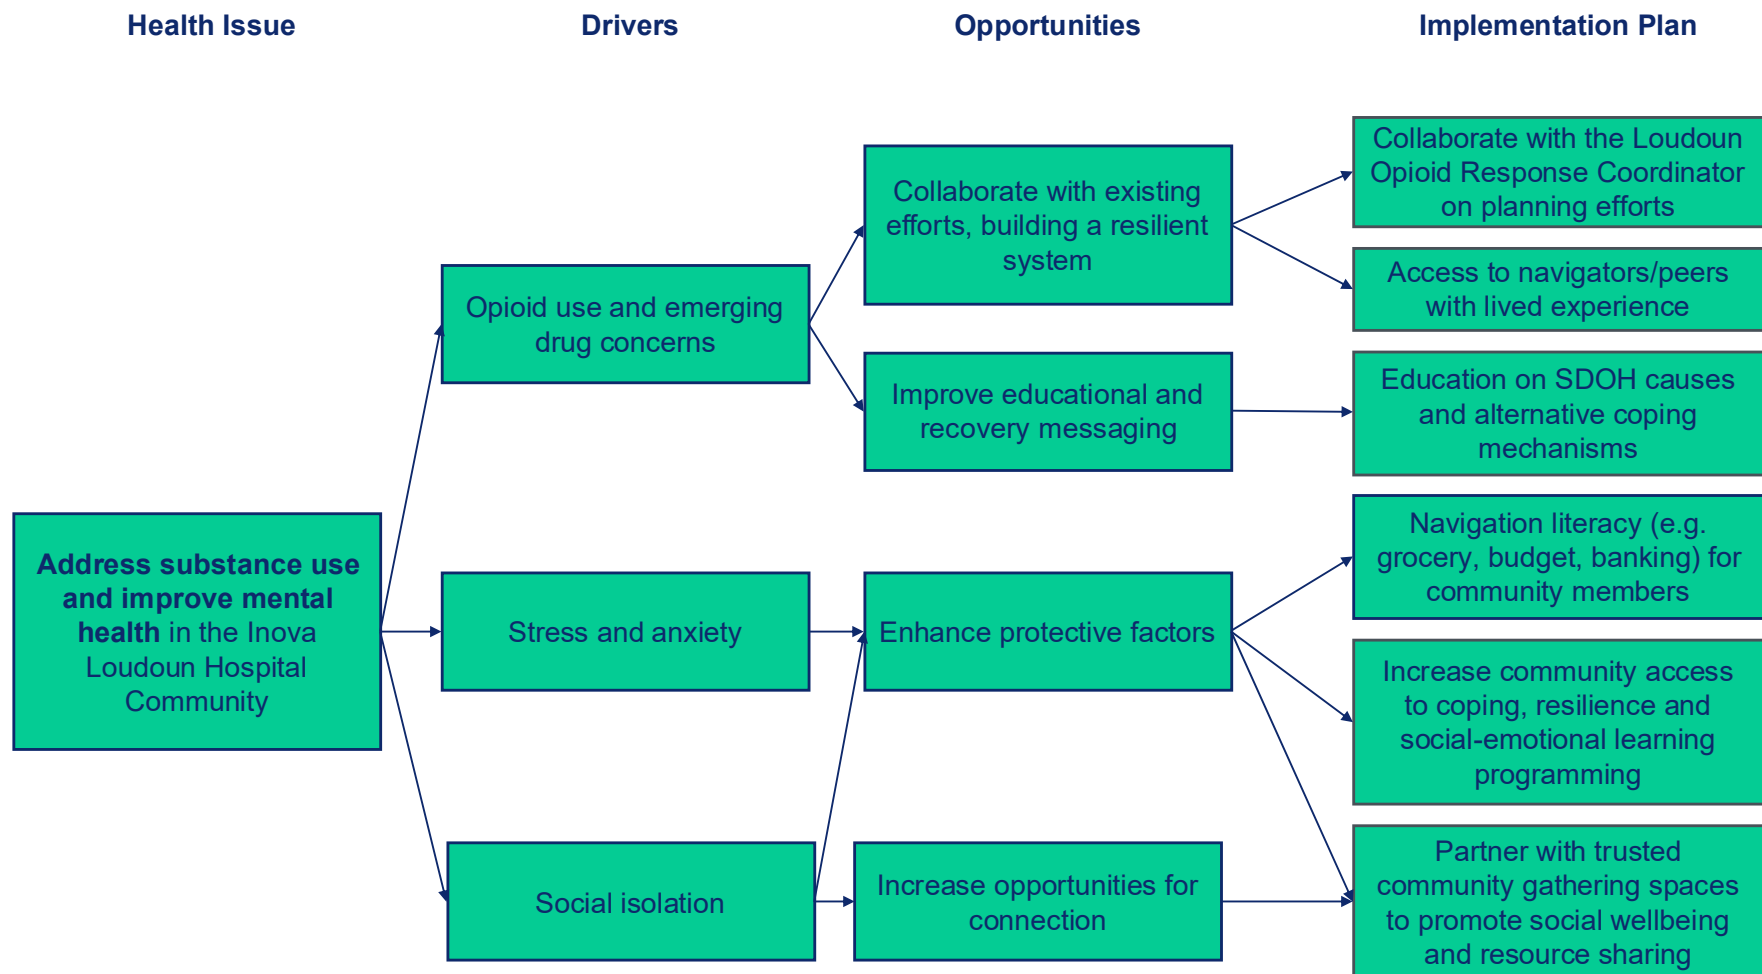 Health Issue
Drivers
Opportunities
Implementation Plan
Address substance use
and improve mental
health in the Inova
Loudoun Hospital
Community
Opioid use and emerging
drug concerns
Stress and anxiety
Social isolation
Collaborate with existing
efforts, building a resilient
system
Improve educational and
recovery messaging
Enhance protective factors
Increase opportunities for
connection
Collaborate with the Loudoun
Opioid Response Coordinator
on planning efforts
Access to navigators/peers
with lived experience
Education on SDOH causes
and alternative coping
mechanisms
Navigation literacy (e.g.
grocery, budget, banking) for
community members
Increase community access
to coping, resilience and
social-emotional learning
programming
Partner with trusted
community gathering spaces
to promote social wellbeing
and resource sharing